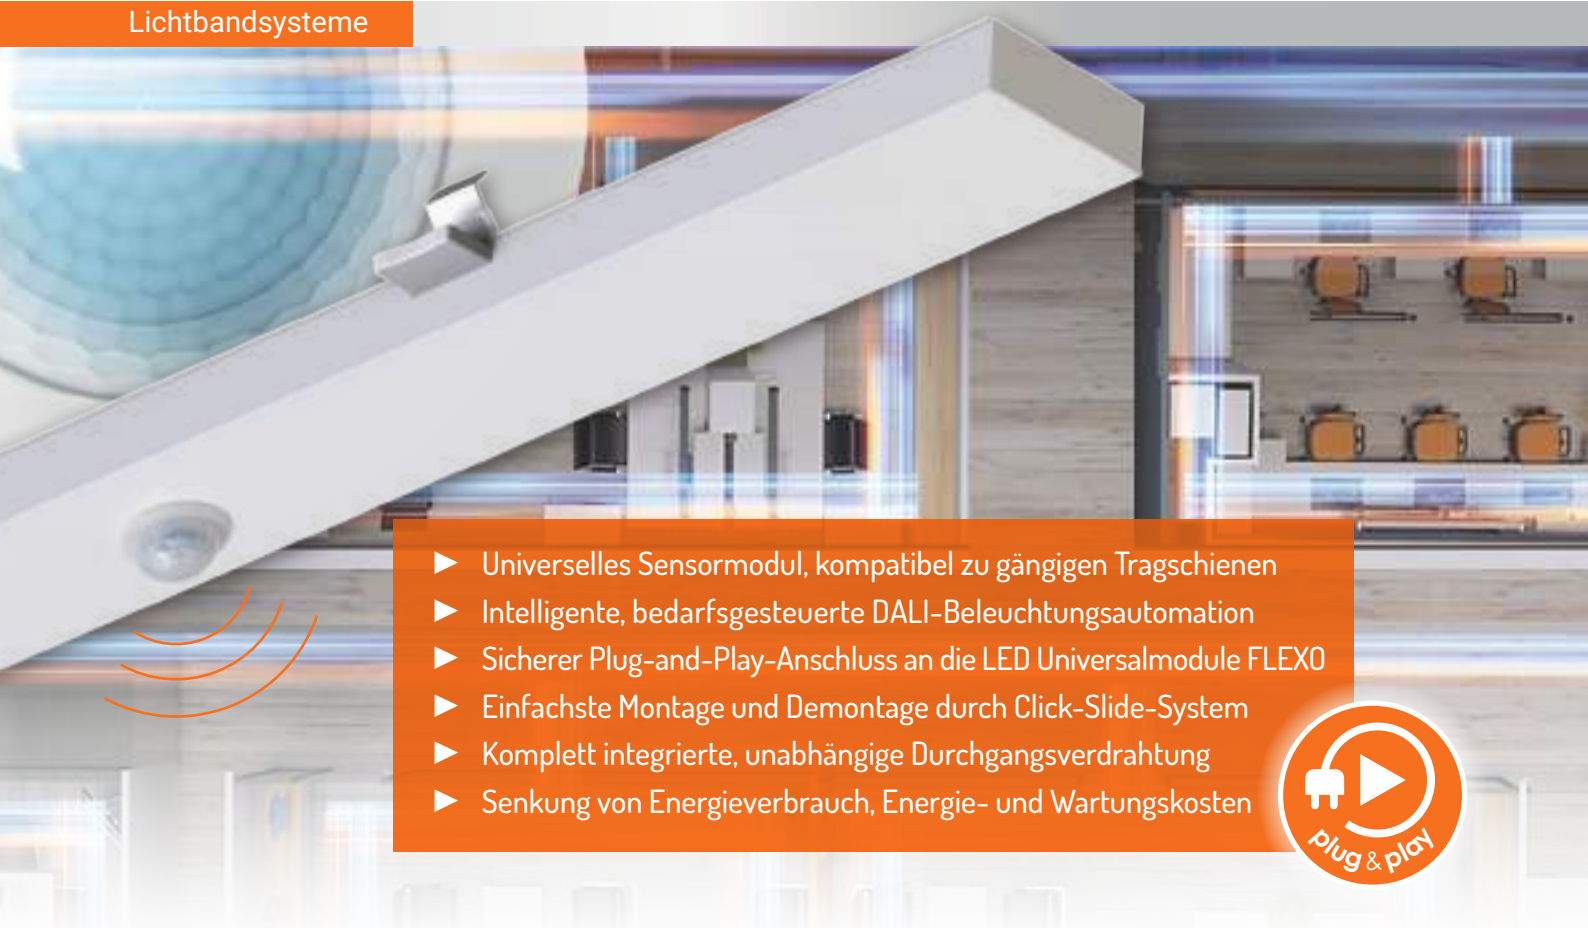 Lichtbandsysteme
► Universelles Sensormodul, kompatibel zu gängigen Tragschienen
► Intelligente, bedarfsgesteuerte DALI-Beleuchtungsautomation
► Sicherer Plug-and-Play-Anschluss an die LED Universalmodule FLEXO
► Einfachste Montage und Demontage durch Click-Slide-System
► Komplett integrierte, unabhängige Durchgangsverdrahtung
► Senkung von Energieverbrauch, Energie- und Wartungskosten
plug & play